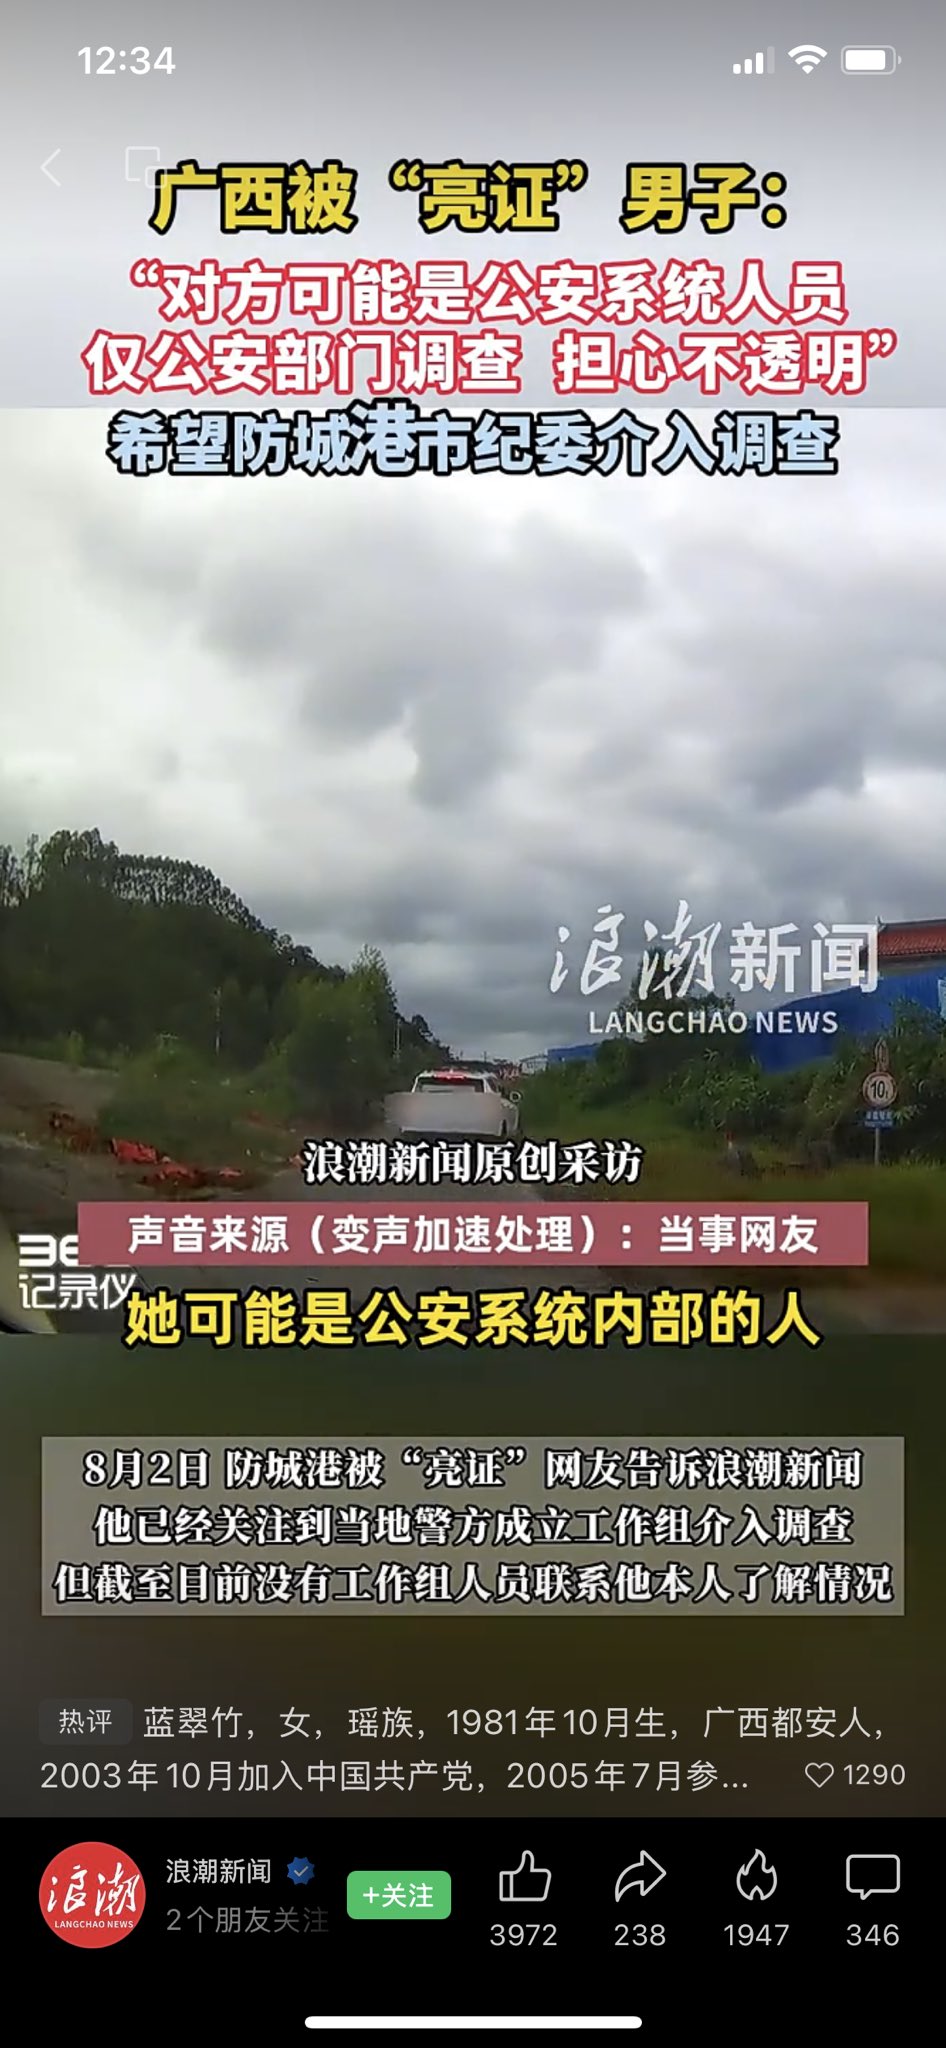 12:34
广西被“亮证”男子：
“对方可能是公安系统人员
仅公安部门调查 担心不透明”
希望防城港市纪委介入调查
浪潮新闻
LANGCHAO NEWS
10
浪潮新闻原创采访
声音来源（变声加速处理）：当事网友
记录仪
她可能是公安系统内部的人
8月2日 防城港被“亮证”网友告诉浪潮新闻
他已经关注到当地警方成立工作组介入调查
但截至目前没有工作组人员联系他本人了解情况
热评 蓝翠竹，女，瑶族，1981年10月生，广西都安人，
2003年10月加入中国共产党，2005年7月参... 1290
浪潮
LANGCHAO NEWS
浪潮新闻
2个朋友关注
+关注
3972 238 1947 346